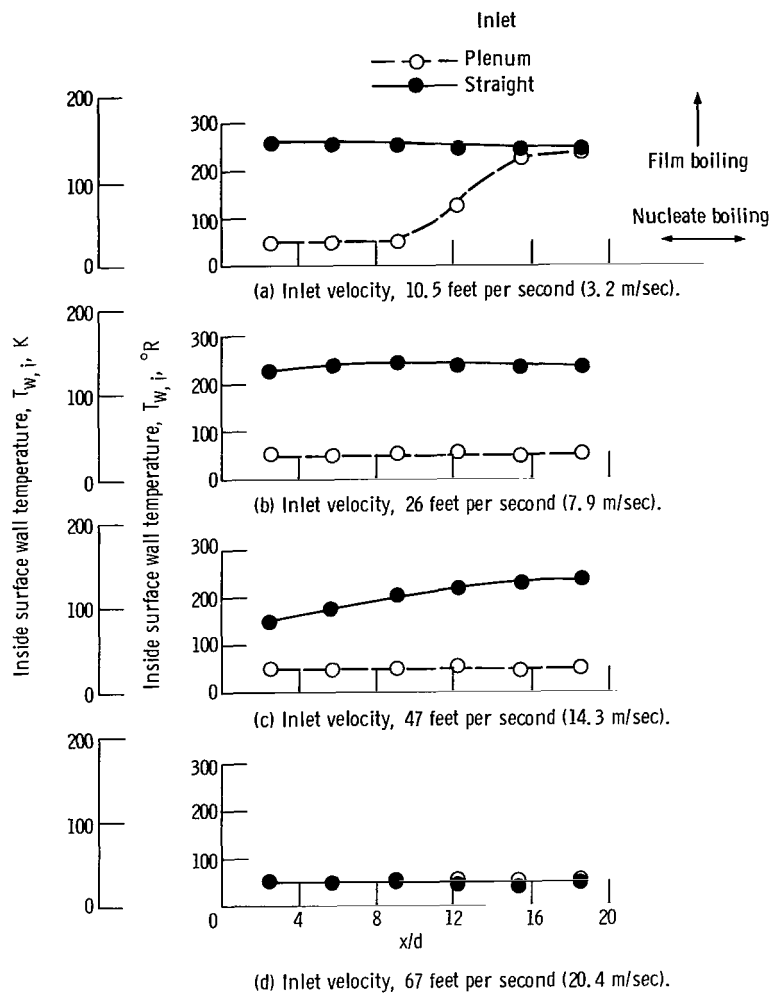 Inlet
Plenum
Straight
200
100
0
300
200
100
0
Film boiling
Nucleate boiling
(a) Inlet velocity, 10.5 feet per second (3.2 m/sec).
200
100
0
300
200
100
0
(b) Inlet velocity, 26 feet per second (7.9 m/sec).
Inside surface wall temperature, Tw, i, K
Inside surface wall temperature, Tw, i, °R
200
100
0
300
200
100
0
(c) Inlet velocity, 47 feet per second (14.3 m/sec).
200
100
0
300
200
100
0 4 8 12 16 20
x/d
(d) Inlet velocity, 67 feet per second (20.4 m/sec).